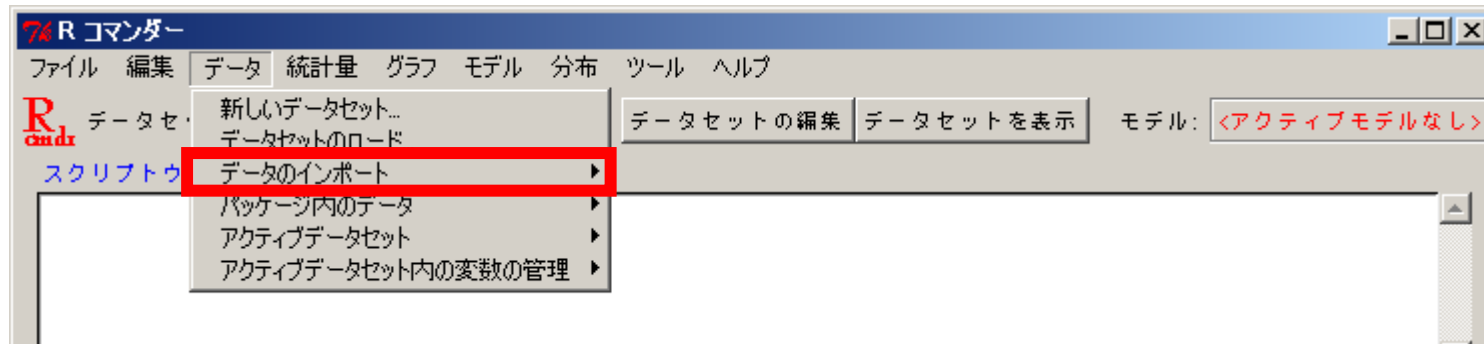 R コマンダー
ファイル 編集 データ 統計量 グラフ モデル 分布 ツール ヘルプ
Rcmdr データセ データセットの編集 データセットを表示 モデル: <アクティブモデルなし>
新しいデータセット...
データセットのロード
スクリプトウ
データのインポート
パッケージ内のデータ
アクティブデータセット
アクティブデータセット内の変数の管理